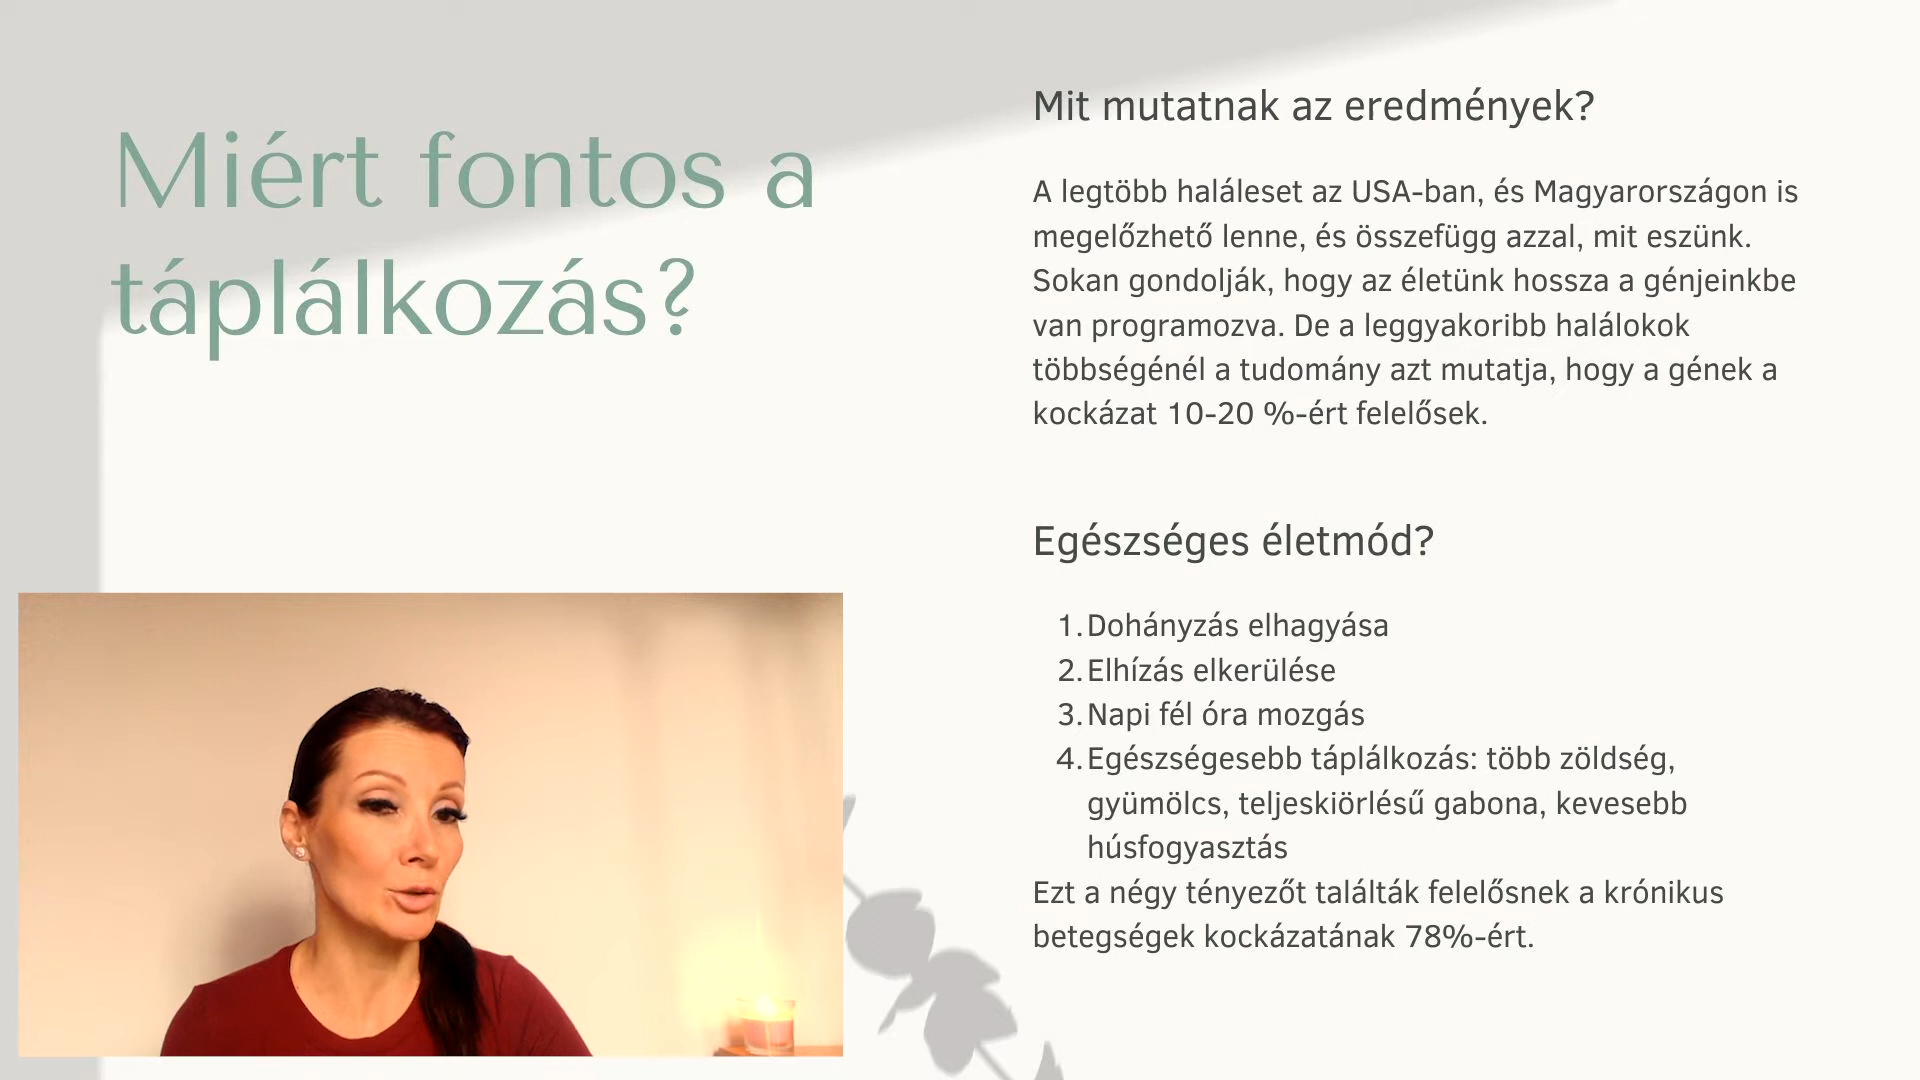 Miért fontos a
táplálkozás?
Mit mutatnak az eredmények?
A legtöbb haláleset az USA-ban, és Magyarországon is
megelőzhető lenne, és összefügg azzal, mit eszünk.
Sokan gondolják, hogy az életünk hossza a génjeinkbe
van programozva. De a leggyakoribb halálokok
többségénél a tudomány azt mutatja, hogy a gének a
kockázat 10-20 %-ért felelősek.
Egészséges életmód?
1. Dohányzás elhagyása
2. Elhízás elkerülése
3. Napi fél óra mozgás
4. Egészségesebb táplálkozás: több zöldség,
gyümölcs, teljeskiörlésű gabona, kevesebb
húsfogyasztás
Ezt a négy tényezőt találták felelősnek a krónikus
betegségek kockázatának 78%-ért.